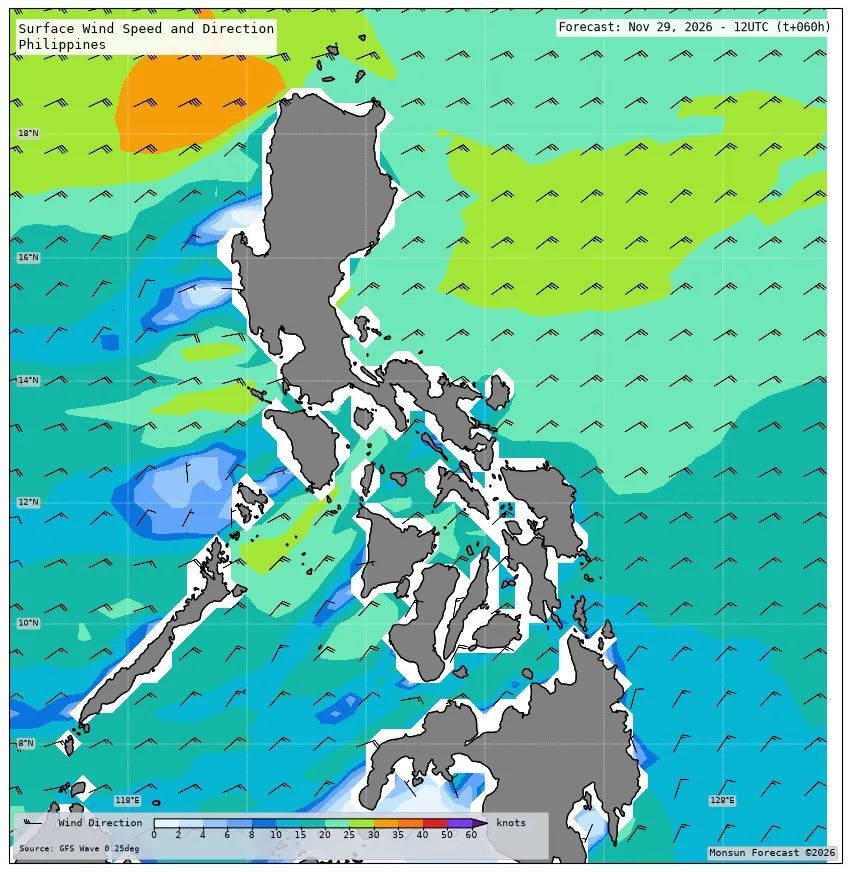 Surface Wind Speed and Direction
Philippines
Forecast: Nov 29, 2026 - 12UTC (t+060h)
18°N
16°N
14°N
12°N
10°N
8°N
118°E
128°E
Wind Direction
knots
0 2 4 6 8 10 15 20 25 30 35 40 50 60
Source: GFS Wave 0.25deg
Monsun Forecast ©2026